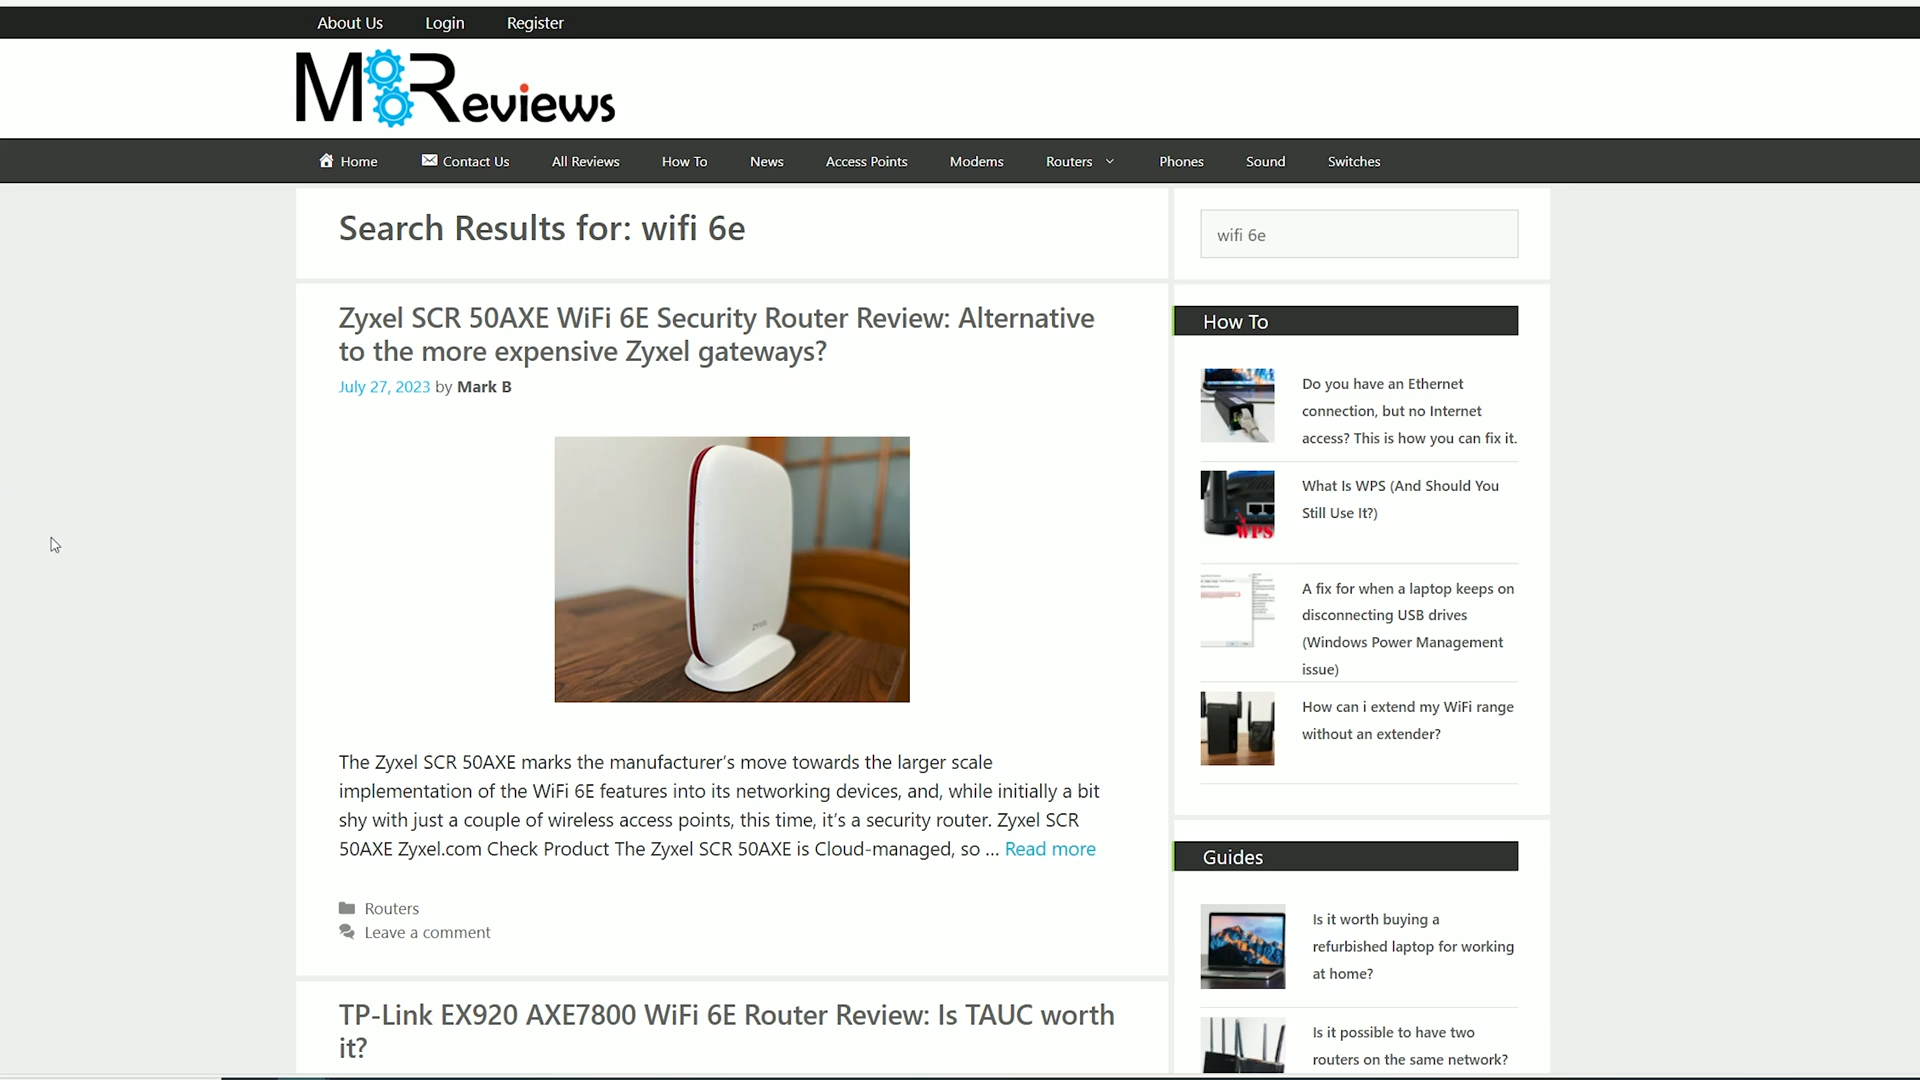 About Us Login Register
MBReviews
Home Contact Us All Reviews How To News Access Points Modems Routers Phones Sound Switches
Search Results for: wifi 6e
wifi 6e
Zyxel SCR 50AXE WiFi 6E Security Router Review: Alternative
to the more expensive Zyxel gateways?
July 27, 2023 by Mark B
ZYXEL
The Zyxel SCR 50AXE marks the manufacturer’s move towards the larger scale
implementation of the WiFi 6E features into its networking devices, and, while initially a bit
shy with just a couple of wireless access points, this time, it’s a security router. Zyxel SCR
50AXE Zyxel.com Check Product The Zyxel SCR 50AXE is Cloud-managed, so ... Read more
Routers
Leave a comment
TP-Link EX920 AXE7800 WiFi 6E Router Review: Is TAUC worth
it?
How To
Do you have an Ethernet
connection, but no Internet
access? This is how you can fix it.
WPS
What Is WPS (And Should You
Still Use It?)
A fix for when a laptop keeps on
disconnecting USB drives
(Windows Power Management
issue)
How can i extend my WiFi range
without an extender?
Guides
Is it worth buying a
refurbished laptop for working
at home?
Is it possible to have two
routers on the same network?